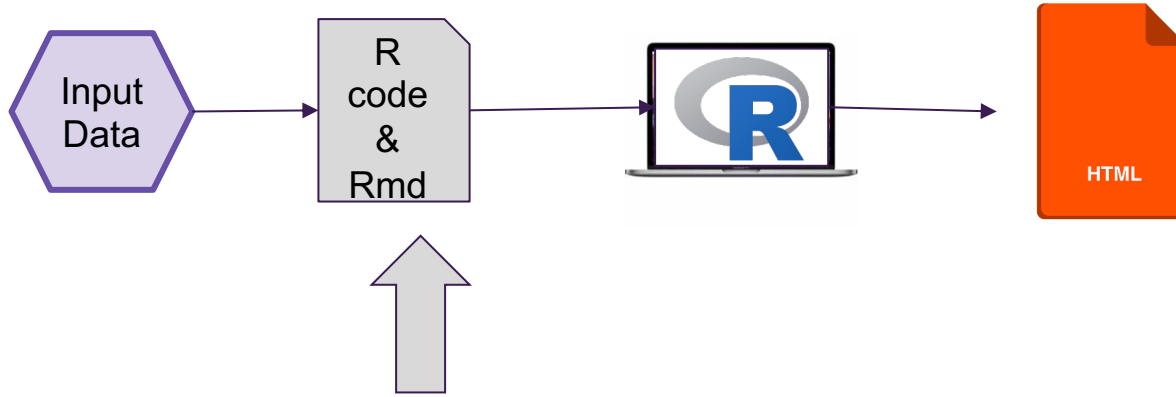 Input
Data
R
code
&
Rmd
R
HTML